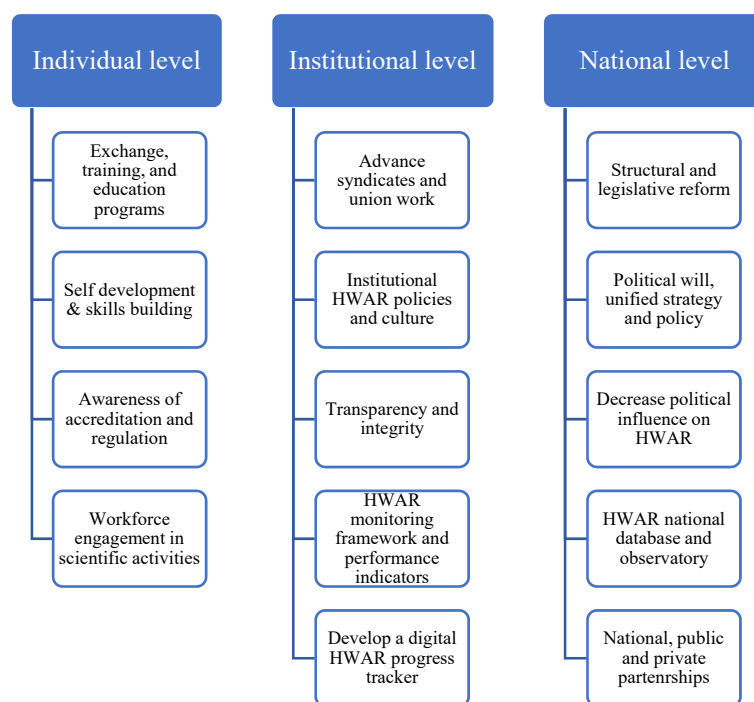 Individual level
Exchange,
training, and
education
programs
Self development
& skills building
Awareness of
accreditation and
regulation
Workforce
engagement in
scientific activities
Institutional level
Advance
syndicates and
union work
Institutional
HWAR policies
and culture
Transparency and
integrity
HWAR
monitoring
framework and
performance
indicators
Develop a digital
HWAR progress
tracker
National level
Structural and
legislative reform
Political will,
unified strategy
and policy
Decrease political
influence on
HWAR
HWAR national
database and
observatory
National, public
and private
partenrships